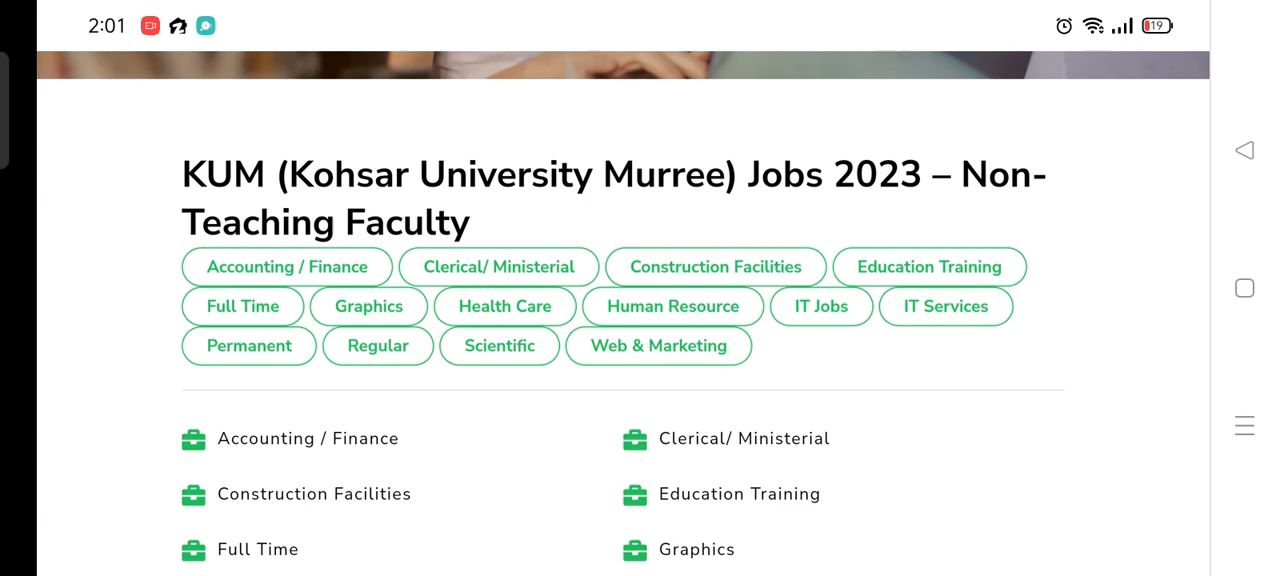 2:01
19
KUM (Kohsar University Murree) Jobs 2023 – Non-
Teaching Faculty
Accounting / Finance Clerical/ Ministerial Construction Facilities Education Training
Full Time Graphics Health Care Human Resource IT Jobs IT Services
Permanent Regular Scientific Web & Marketing
Accounting / Finance Clerical/ Ministerial
Construction Facilities Education Training
Full Time Graphics